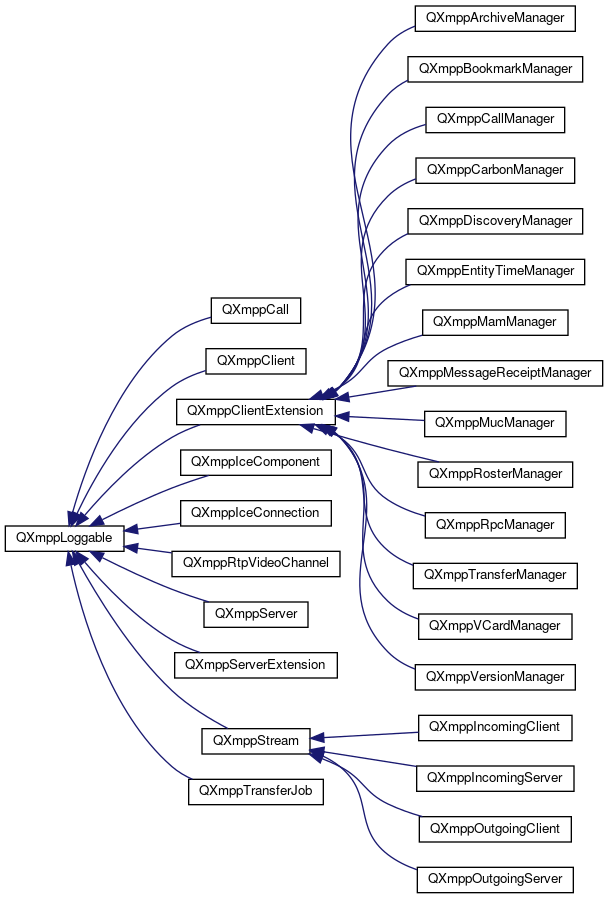 QXmppArchiveManager
QXmppBookmarkManager
QXmppCallManager
QXmppCarbonManager
QXmppDiscoveryManager
QXmppEntityTimeManager
QXmppCall
QXmppMamManager
QXmppClient
QXmppMessageReceiptManager
QXmppClientExtension
QXmppMucManager
QXmppIceComponent
QXmppRosterManager
QXmppIceConnection
QXmppRpcManager
QXmppLoggable
QXmppRtpVideoChannel
QXmppTransferManager
QXmppServer
QXmppVCardManager
QXmppServerExtension
QXmppVersionManager
QXmppStream
QXmppIncomingClient
QXmppIncomingServer
QXmppTransferJob
QXmppOutgoingClient
QXmppOutgoingServer